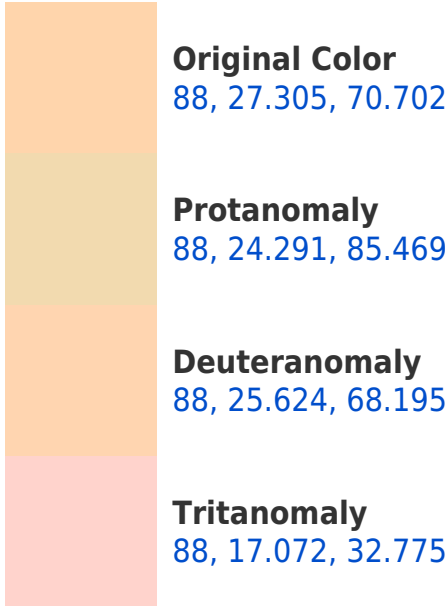 Original Color
88, 27.305, 70.702
Protanomaly
88, 24.291, 85.469
Deuteranomaly
88, 25.624, 68.195
Tritanomaly
88, 17.072, 32.775